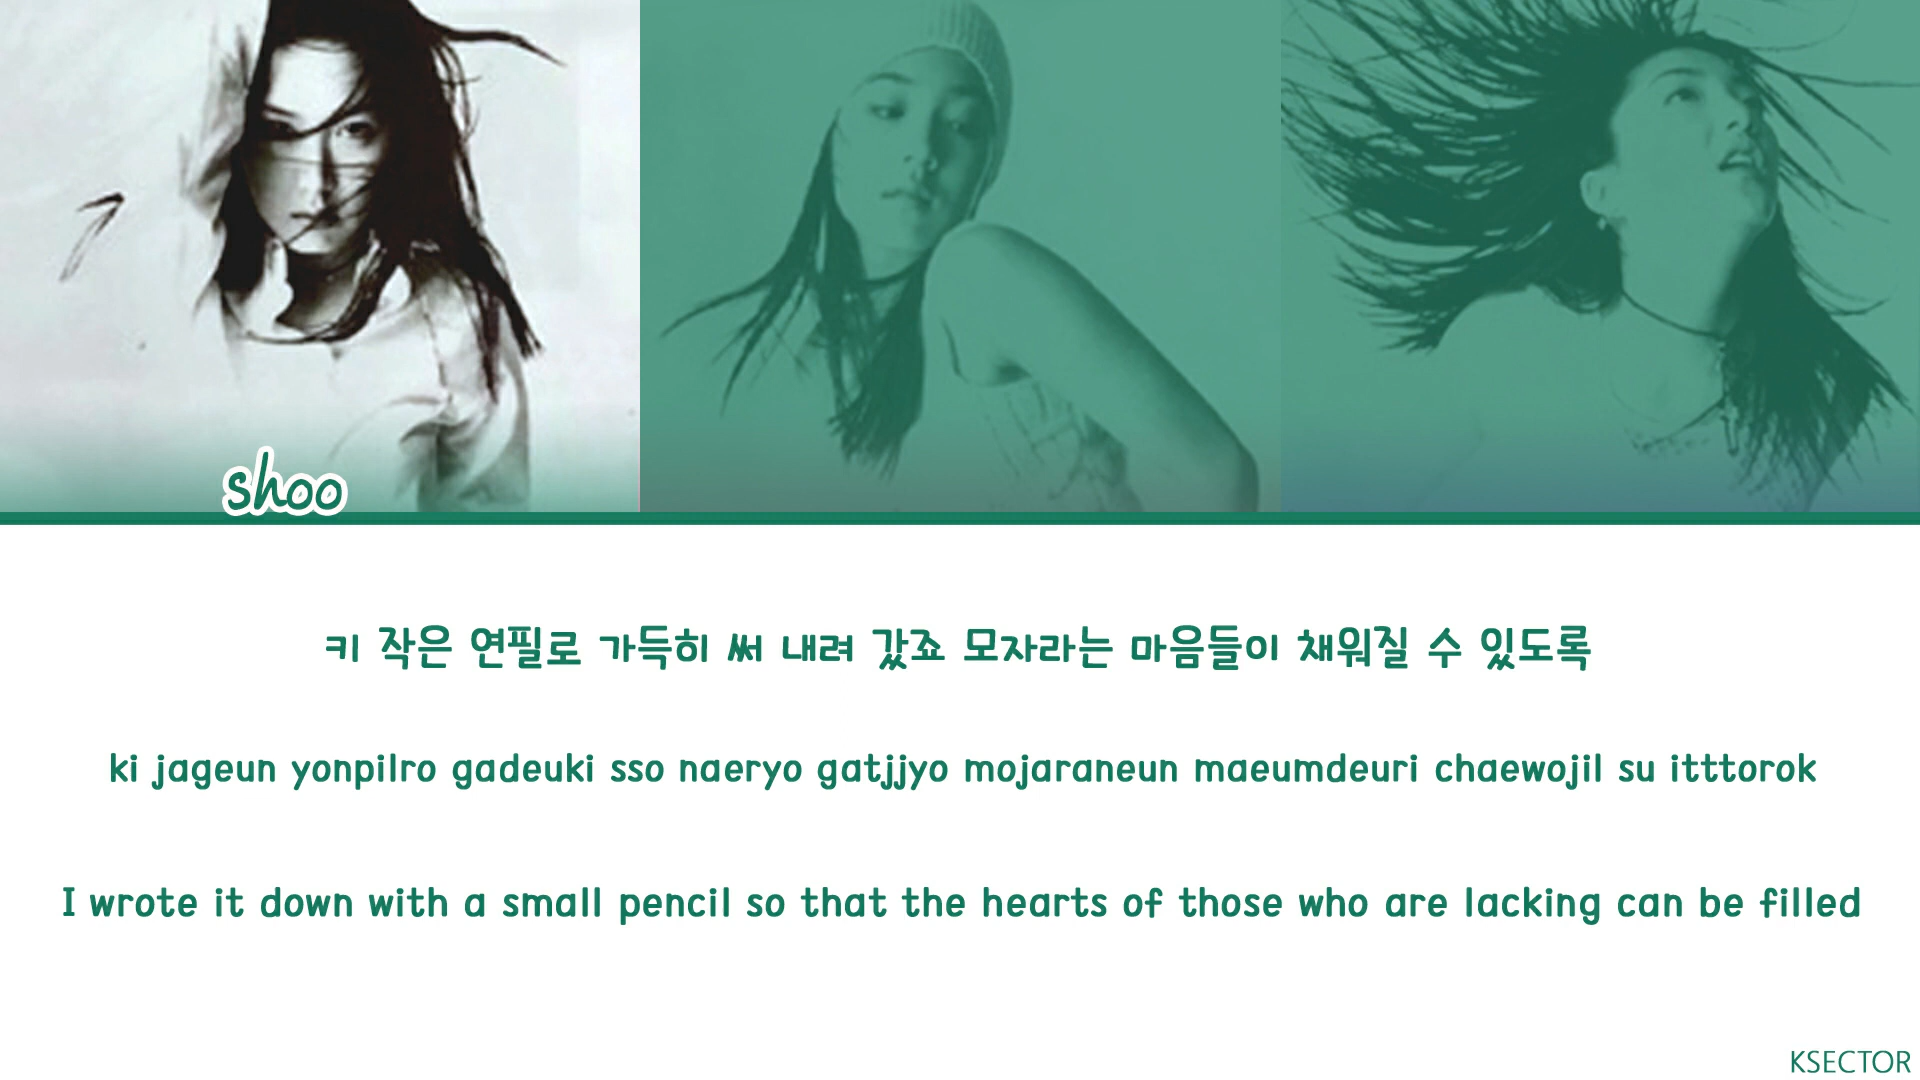 shoo
키 작은 연필로 가득히 써 내려 갔죠 모자라는 마음들이 채워질 수 있도록
ki jageun yonpilro gadeuki sso naeryo gatjjyo mojaraneun maeumdeuri chaewojil su itttorok
I wrote it down with a small pencil so that the hearts of those who are lacking can be filled
KSECTOR